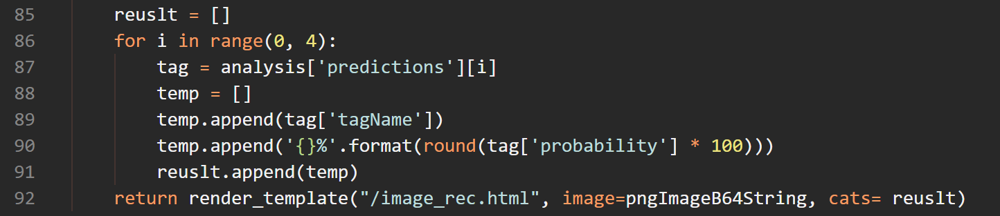 85 reuslt = []
86 for i in range(0, 4):
87 tag = analysis['predictions'][i]
88 temp = []
89 temp.append(tag['tagName'])
90 temp.append('{}%'.format(round(tag['probability'] * 100)))
91 reuslt.append(temp)
92 return render_template("/image_rec.html", image=pngImageB64String, cats= reuslt)